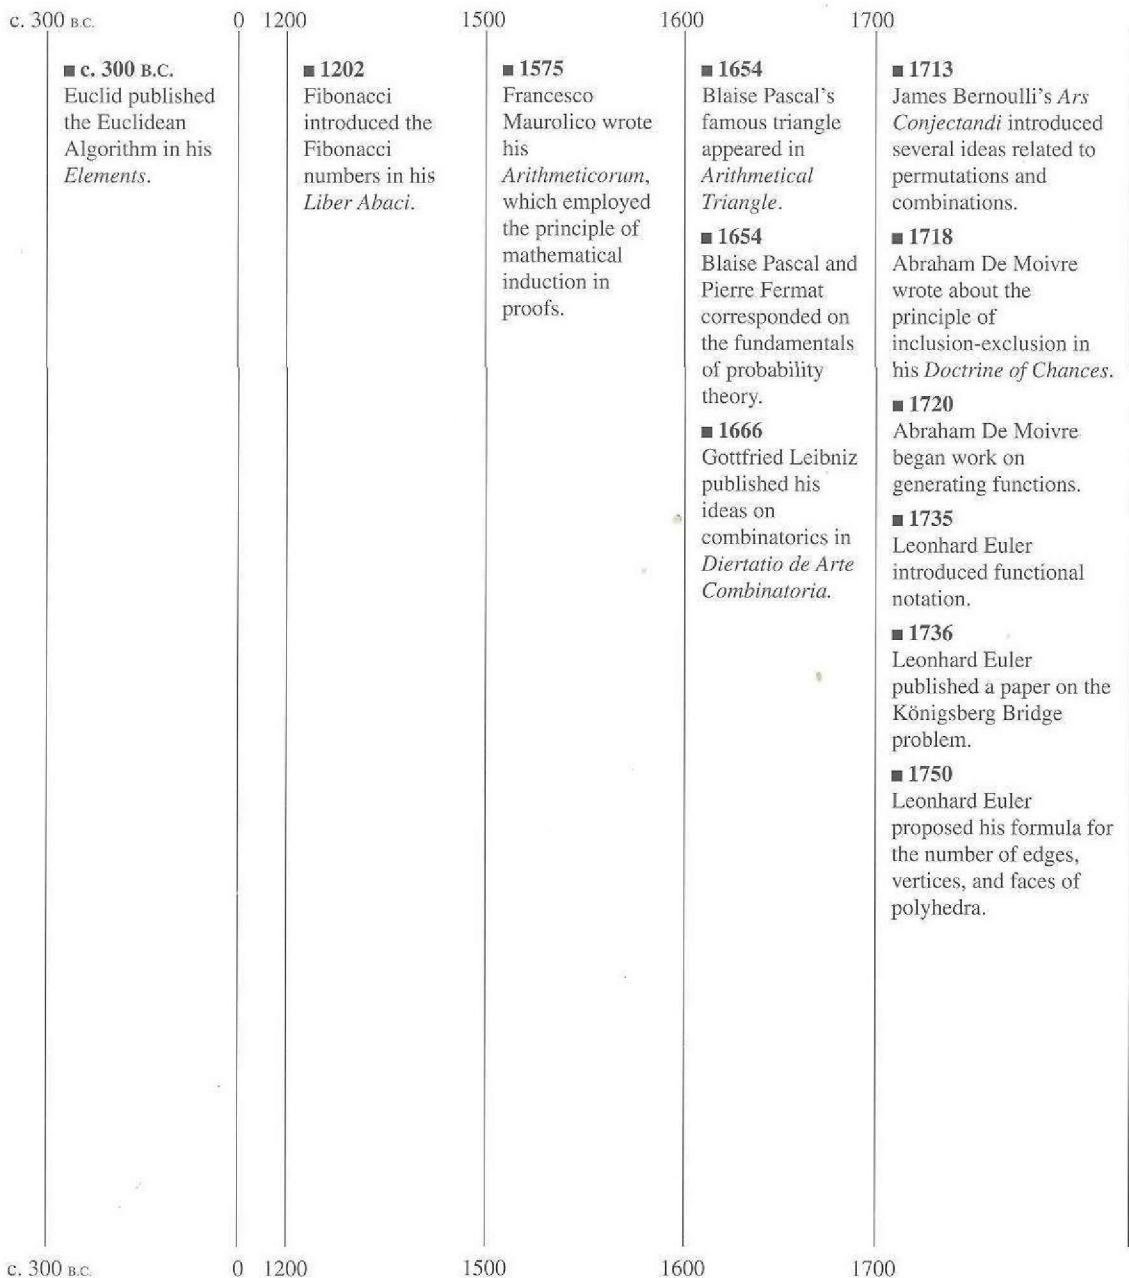 c. 300 B.C. 0 1200 1500 1600 1700
■ c. 300 B.C.
Euclid published
the Euclidean
Algorithm in his
Elements.
■ 1202
Fibonacci
introduced the
Fibonacci
numbers in his
Liber Abaci.
■ 1575
Francesco
Maurolico wrote
his
Arithmeticorum,
which employed
the principle of
mathematical
induction in
proofs.
■ 1654
Blaise Pascal's
famous triangle
appeared in
Arithmetical
Triangle.
■ 1654
Blaise Pascal and
Pierre Fermat
corresponded on
the fundamentals
of probability
theory.
■ 1666
Gottfried Leibniz
published his
ideas on
combinatorics in
Diertatio de Arte
Combinatoria.
■ 1713
James Bernoulli's Ars
Conjectandi introduced
several ideas related to
permutations and
combinations.
■ 1718
Abraham De Moivre
wrote about the
principle of
inclusion-exclusion in
his Doctrine of Chances.
■ 1720
Abraham De Moivre
began work on
generating functions.
■ 1735
Leonhard Euler
introduced functional
notation.
■ 1736
Leonhard Euler
published a paper on the
Königsberg Bridge
problem.
■ 1750
Leonhard Euler
proposed his formula for
the number of edges,
vertices, and faces of
polyhedra.
c. 300 B.C. 0 1200 1500 1600 1700